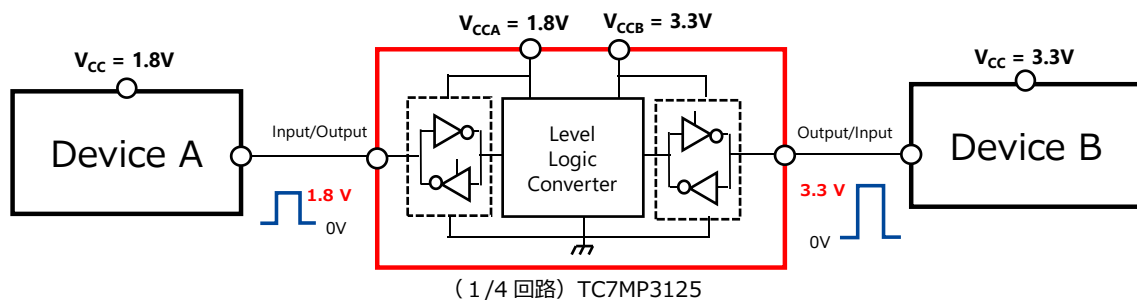 VCCA = 1.8V
VCCB = 3.3V
VCC = 1.8V
VCC = 3.3V
Device A
Input/Output
Level
Logic
Converter
Output/Input
Device B
1.8 V
0V
3.3 V
0V
(1/4 回路) TC7MP3125